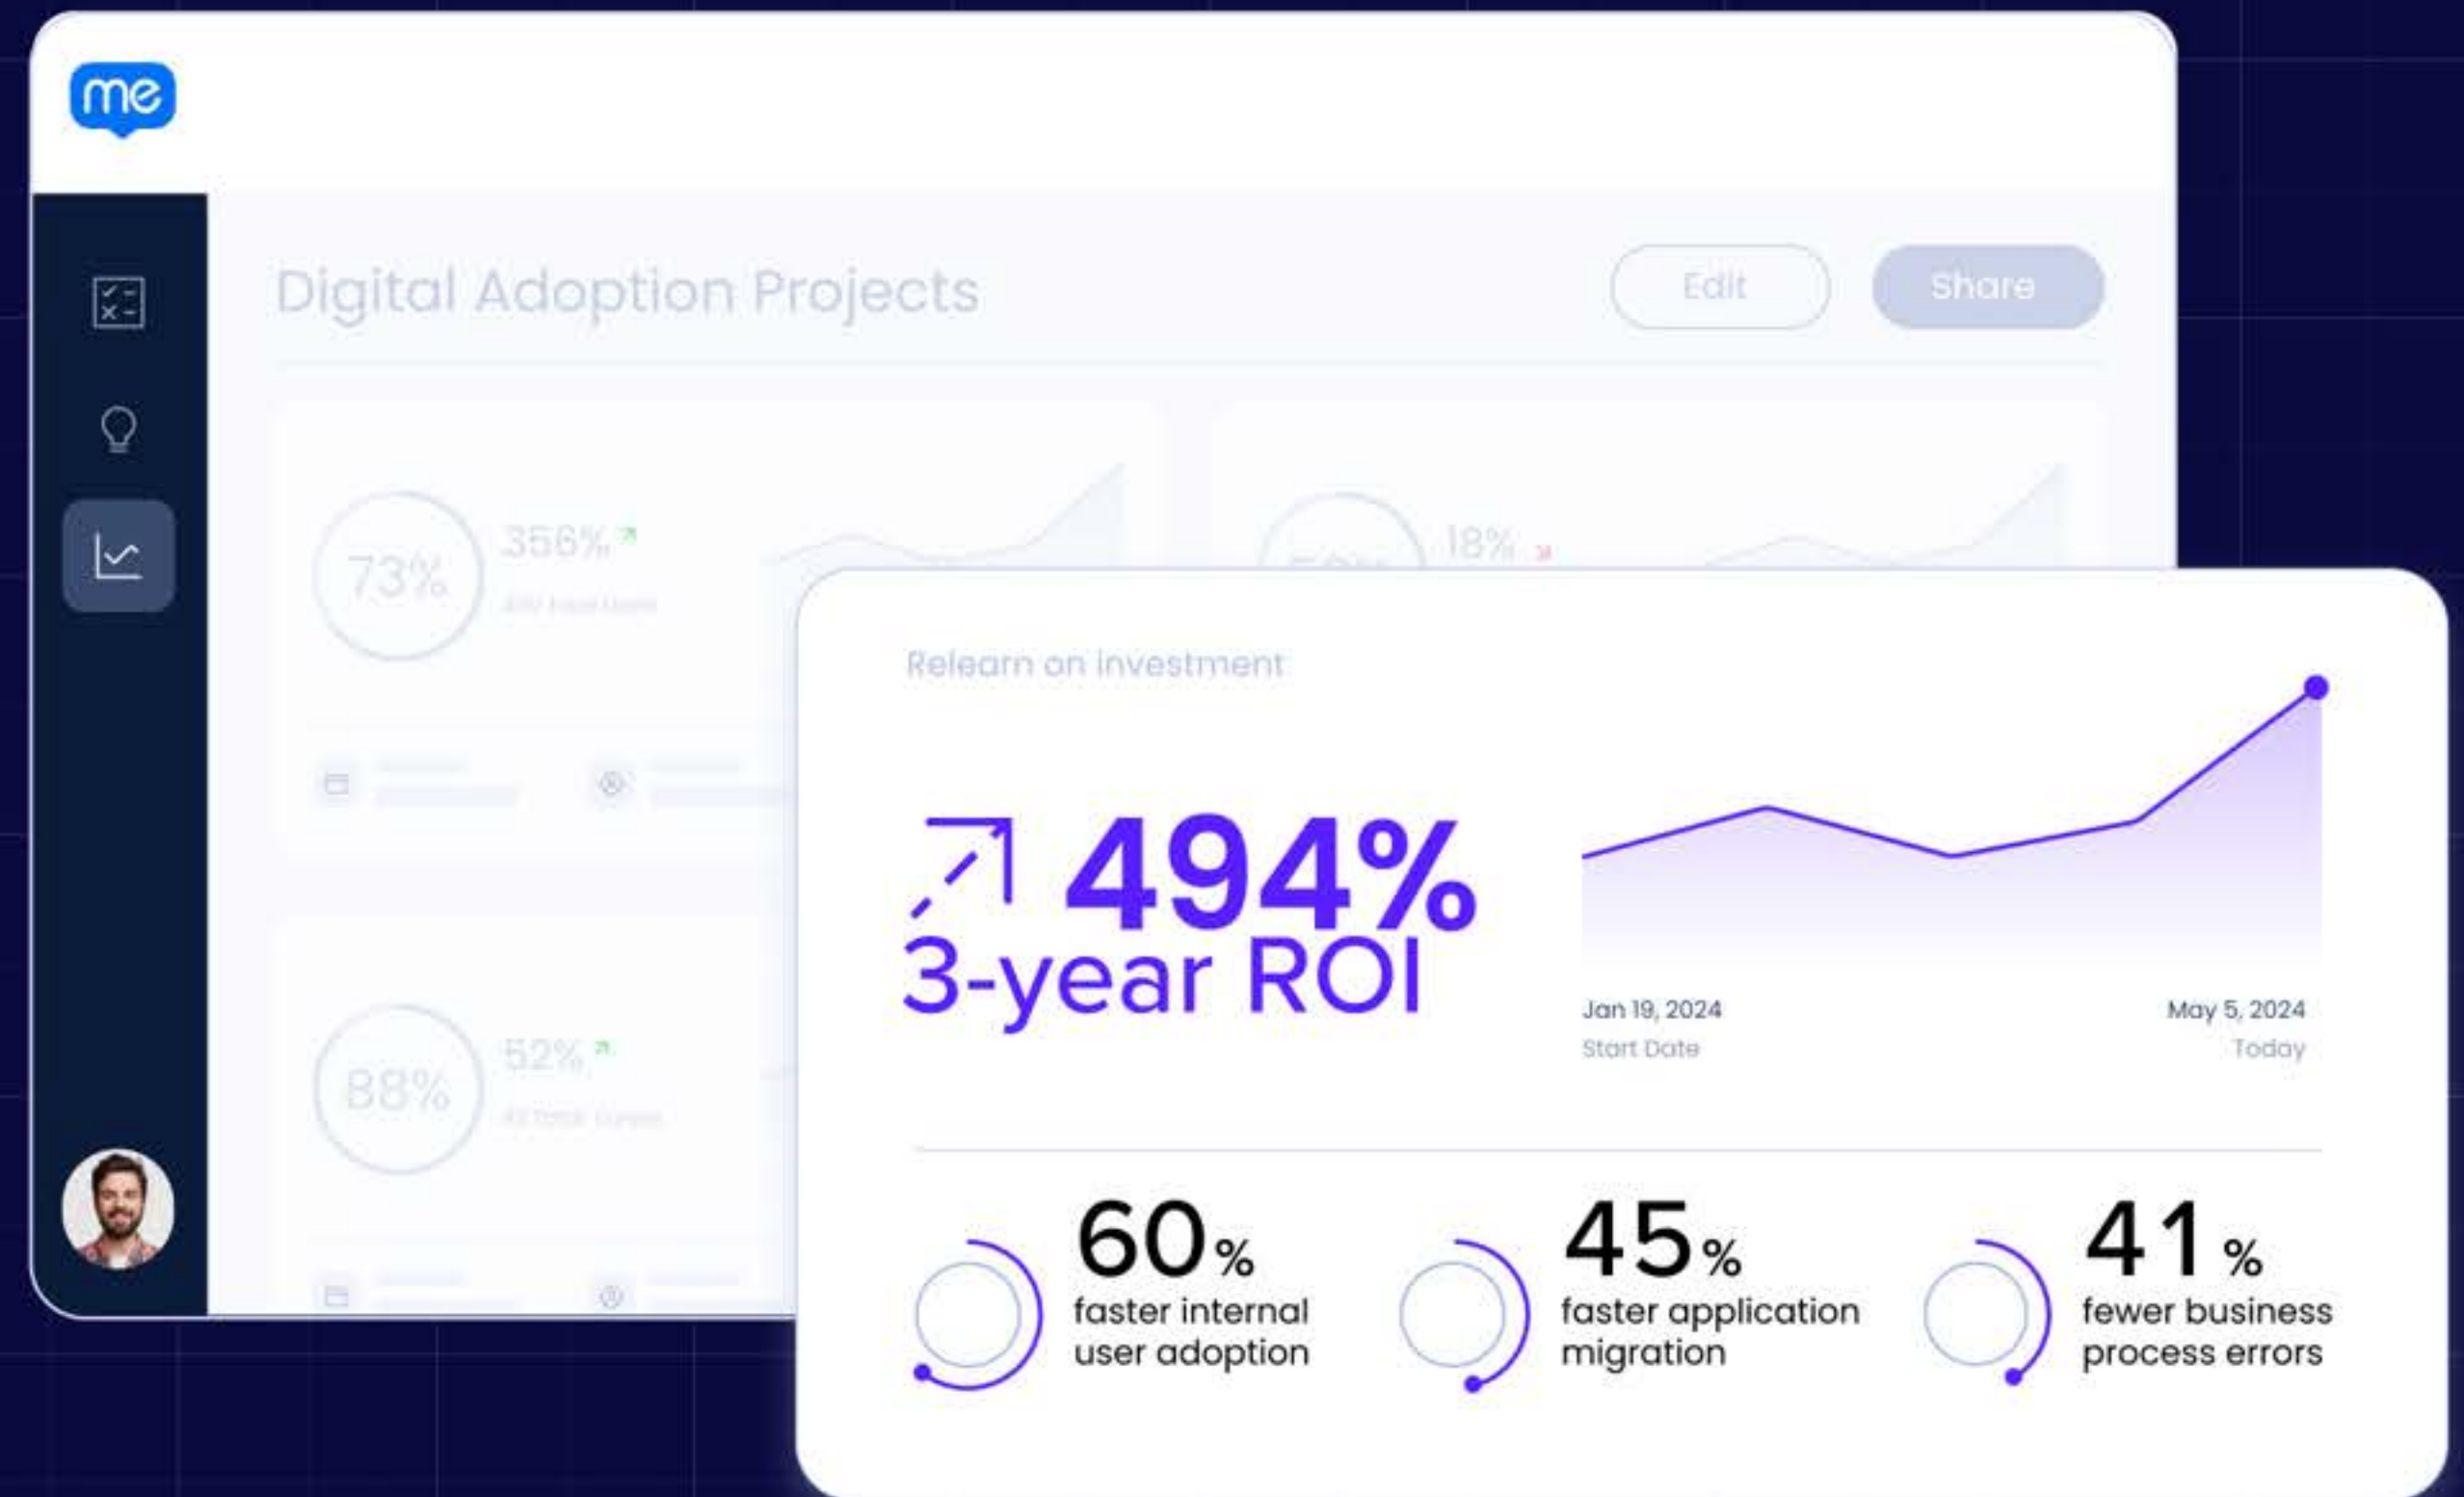 me
Digital Adoption Projects
Edit
Share
73%
356%
18%
88%
52%
Relearn on investment
494%
3-year ROI
Jan 19, 2024
Start Date
May 5, 2024
Today
60%
faster internal
user adoption
45%
faster application
migration
41%
fewer business
process errors